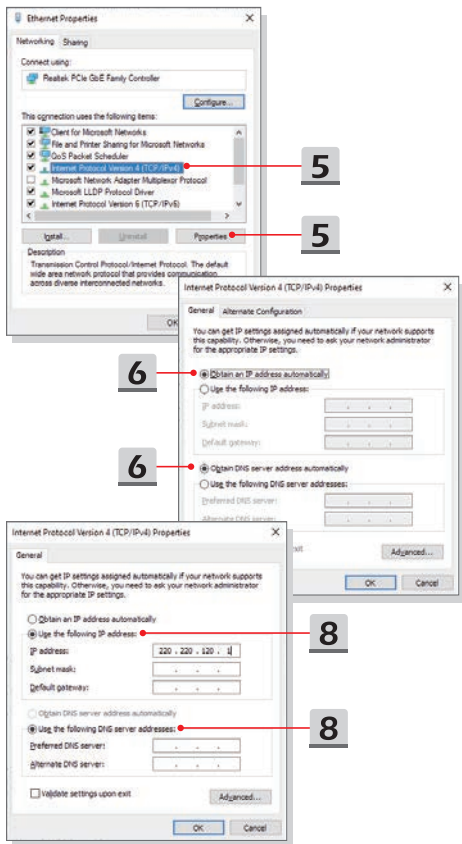 Ethernet Properties
Networking Sharing
Connect using:
Realtek PCIe GbE Family Controller
Configure...
This connection uses the following items:
Client for Microsoft Networks
File and Printer Sharing for Microsoft Networks
QoS Packet Scheduler
Internet Protocol Version 4 (TCP/IPv4)
5
Microsoft Network Adapter Multiplexor Protocol
Microsoft LLDP Protocol Driver
Internet Protocol Version 6 (TCP/IPv6)
Install... Uninstall Properties
5
Description
Transmission Control Protocol/Internet Protocol. The default
wide area network protocol that provides communication
across diverse interconnected networks.
OK
Internet Protocol Version 4 (TCP/IPv4) Properties
General Alternate Configuration
You can get IP settings assigned automatically if your network supports
this capability. Otherwise, you need to ask your network administrator
for the appropriate IP settings.
6
Obtain an IP address automatically
Use the following IP address:
IP address:
Subnet mask:
Default gateway:
6
Obtain DNS server address automatically
Use the following DNS server addresses:
Preferred DNS server:
Alternate DNS server:
exit
Advanced...
OK Cancel
Internet Protocol Version 4 (TCP/IPv4) Properties
General
You can get IP settings assigned automatically if your network supports
this capability. Otherwise, you need to ask your network administrator
for the appropriate IP settings.
Obtain an IP address automatically
Use the following IP address:
8
IP address: 220 . 220 . 120 . 1
Subnet mask: . . .
Default gateway: . . .
Obtain DNS server address automatically
Use the following DNS server addresses:
8
Preferred DNS server: . . .
Alternate DNS server: . . .
Validate settings upon exit
Advanced...
OK Cancel